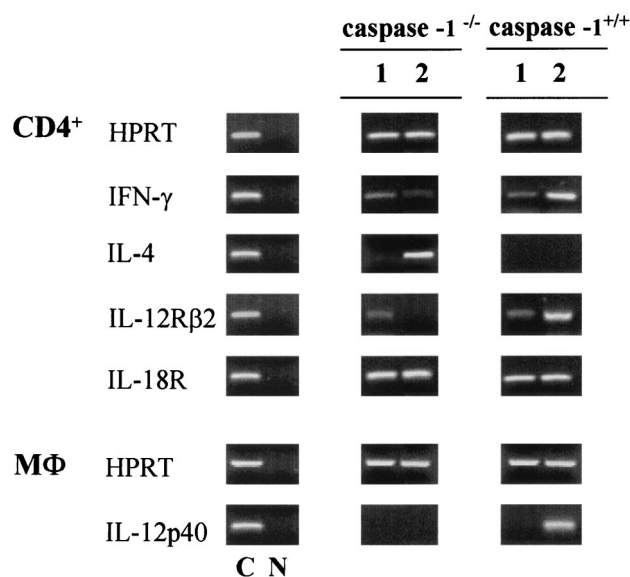 caspase -1 -/- caspase -1+/+
1 2 1 2
CD4+ HPRT
IFN-γ
IL-4
IL-12Rβ2
IL-18R
MΦ HPRT
IL-12p40
C N